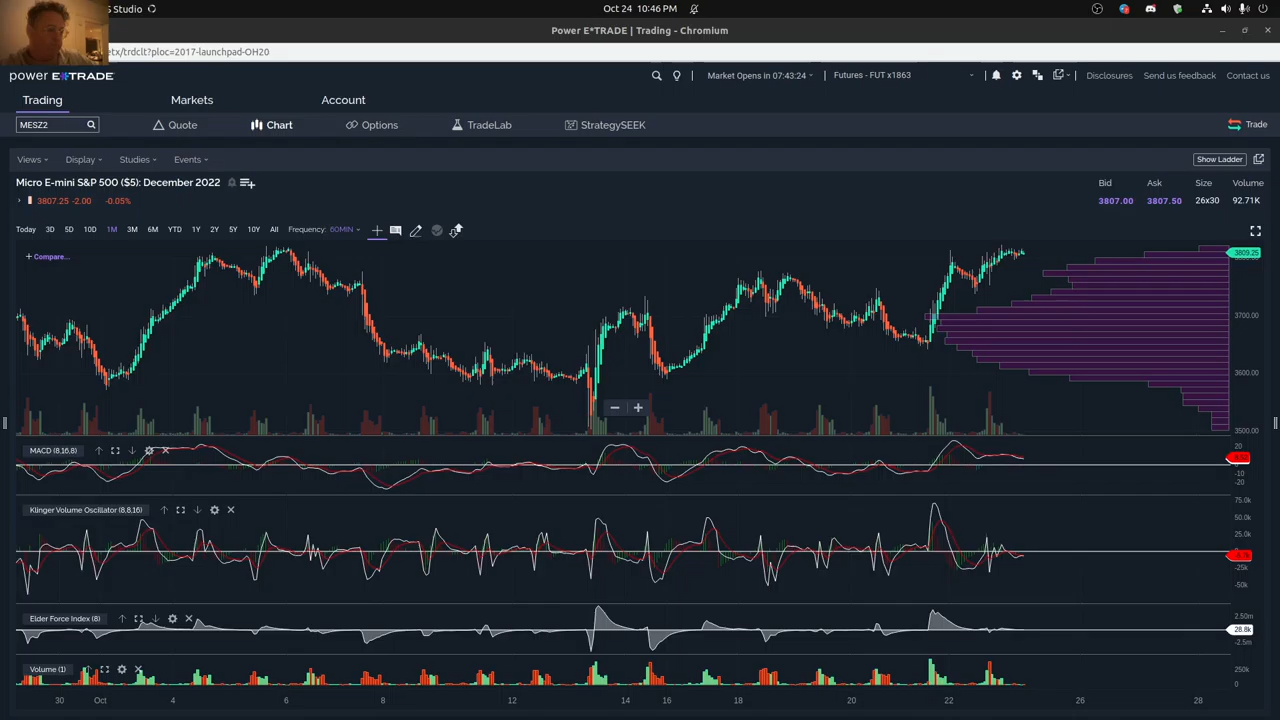 S Studio
Oct 24 10:46 PM
Power E*TRADE | Trading - Chromium
etx/trdclt?ploc=2017-launchpad-OH20
power E*TRADE
Market Opens in 07:43:24
Futures - FUT x1863
Disclosures
Send us feedback
Contact us
Trading
Markets
Account
MESZ2
Quote
Chart
Options
TradeLab
StrategySEEK
Trade
Views
Display
Studies
Events
Show Ladder
Micro E-mini S&P 500 ($5): December 2022
Bid
Ask
Size
Volume
3807.25 -2.00 -0.05%
3807.00
3807.50
26x30
92.71K
Today 3D 5D 10D 1M 3M 6M YTD 1Y 2Y 5Y 10Y All Frequency: 60MIN
+ Compare...
3809.25
3700.00
3600.00
3500.00
MACD (8,16,8)
20
-10
-20
Klinger Volume Oscillator (8,8,16)
75.0k
50.0k
25.0k
-25k
-50k
Elder Force Index (8)
2.50m
28.8k
-2.5m
Volume (1)
250k
0
30 Oct 4 6 8 12 14 16 18 20 22 26 28